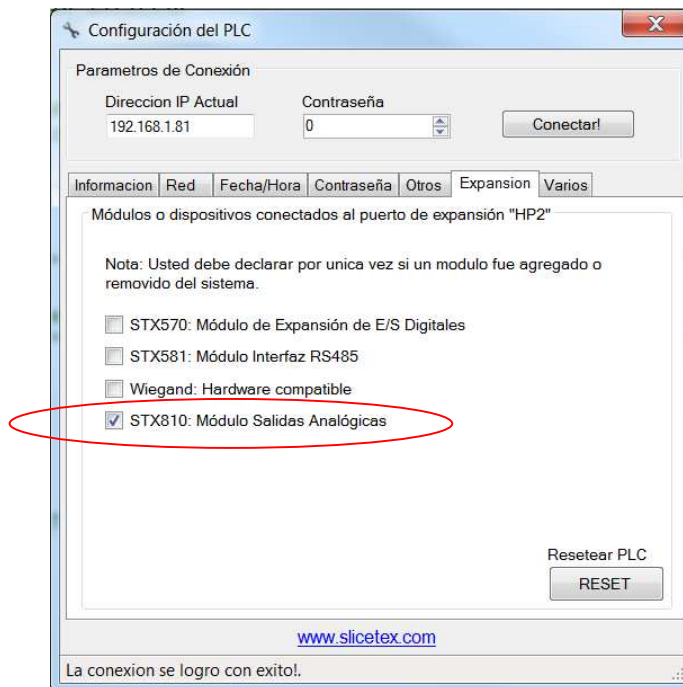 Configuración del PLC
Parametros de Conexión
Direccion IP Actual
Contraseña
192.168.1.81
0
Conectar!
Informacion Red Fecha/Hora Contraseña Otros Expansion Varios
Módulos o dispositivos conectados al puerto de expansión "HP2"
Nota: Usted debe declarar por unica vez si un modulo fue agregado o
removido del sistema.
STX570: Módulo de Expansión de E/S Digitales
STX581: Módulo Interfaz RS485
Wiegand: Hardware compatible
STX810: Módulo Salidas Analógicas
Resetear PLC
RESET
www.slicetex.com
La conexion se logro con exito!.